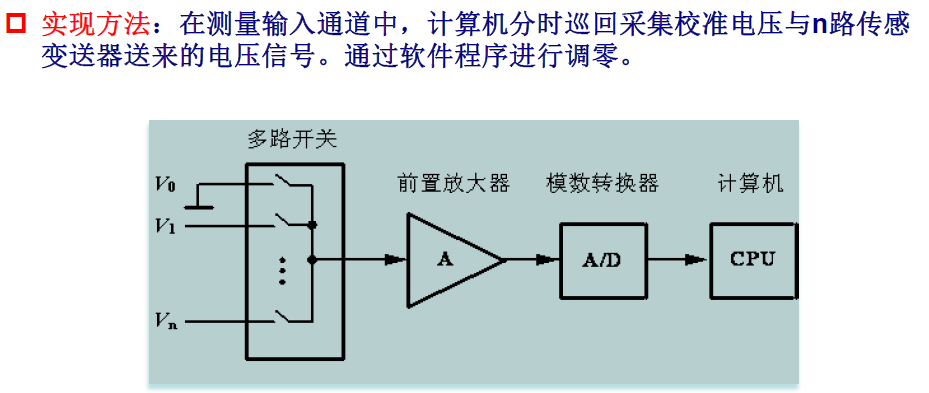 实现方法：在测量输入通道中，计算机分时巡回采集校准电压与n路传感
变送器送来的电压信号。通过软件程序进行调零。
多路开关
前置放大器 模数转换器 计算机
V0
V1
A A/D CPU
Vn